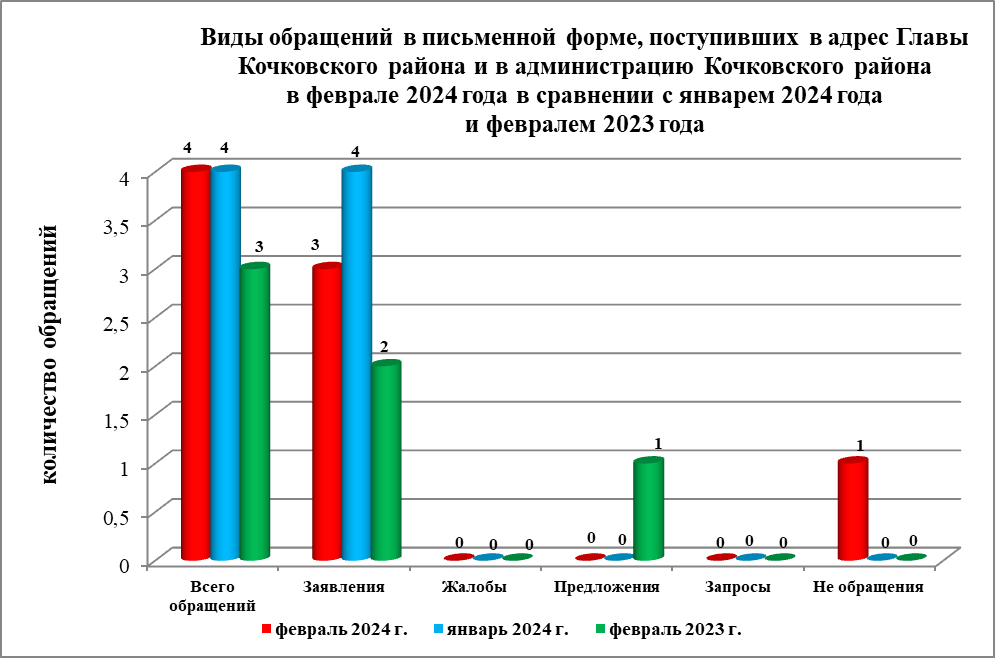 Виды обращений в письменной форме, поступивших в адрес Главы
Кочковского района и в администрацию Кочковского района
в феврале 2024 года в сравнении с январем 2024 года
и февралем 2023 года
количество обращений
4
3,5
3
2,5
2
1,5
1
0,5
0
4 4 3
3 4 2
0 0 0
0 0 1
0 0 0
1 0 0
Всего
обращений
Заявления
Жалобы
Предложения
Запросы
Не обращения
февраль 2024 г.
январь 2024 г.
февраль 2023 г.